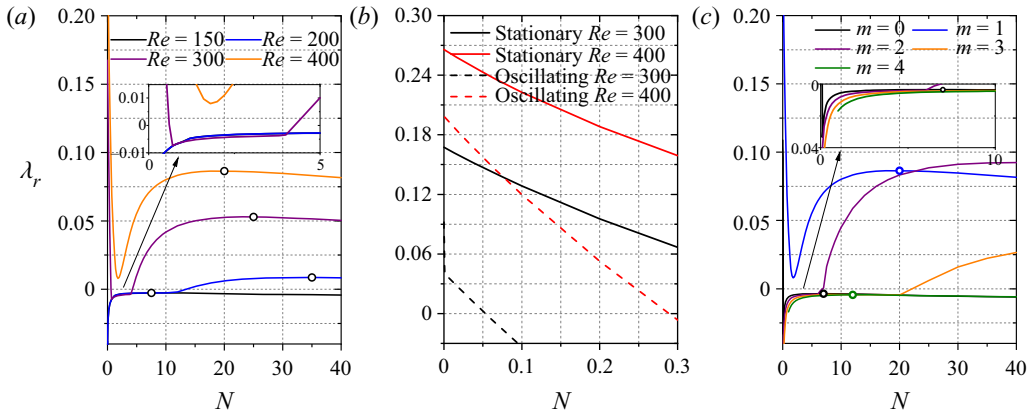 (a)
0.20
0.15
0.10
0.05
0
λr
Re = 150
Re = 200
Re = 300
Re = 400
0.01
0
-0.01
0
5
0
10
20
30
40
N
(b)
0.30
0.24
0.18
0.12
0.06
0
Stationary Re = 300
Stationary Re = 400
Oscillating Re = 300
Oscillating Re = 400
0
0.1
0.2
0.3
N
(c)
0.20
0.15
0.10
0.05
0
m = 0
m = 1
m = 2
m = 3
m = 4
0
0.04
0
10
0
10
20
30
40
N